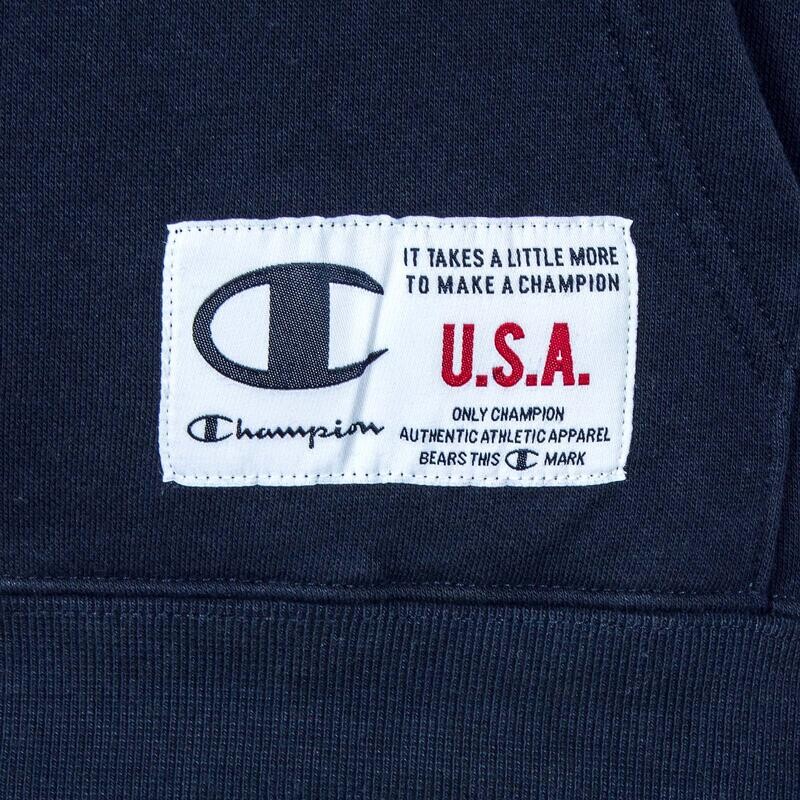 IT TAKES A LITTLE MORE
TO MAKE A CHAMPION
U.S.A.
Champion
ONLY CHAMPION
AUTHENTIC ATHLETIC APPAREL
BEARS THIS C MARK